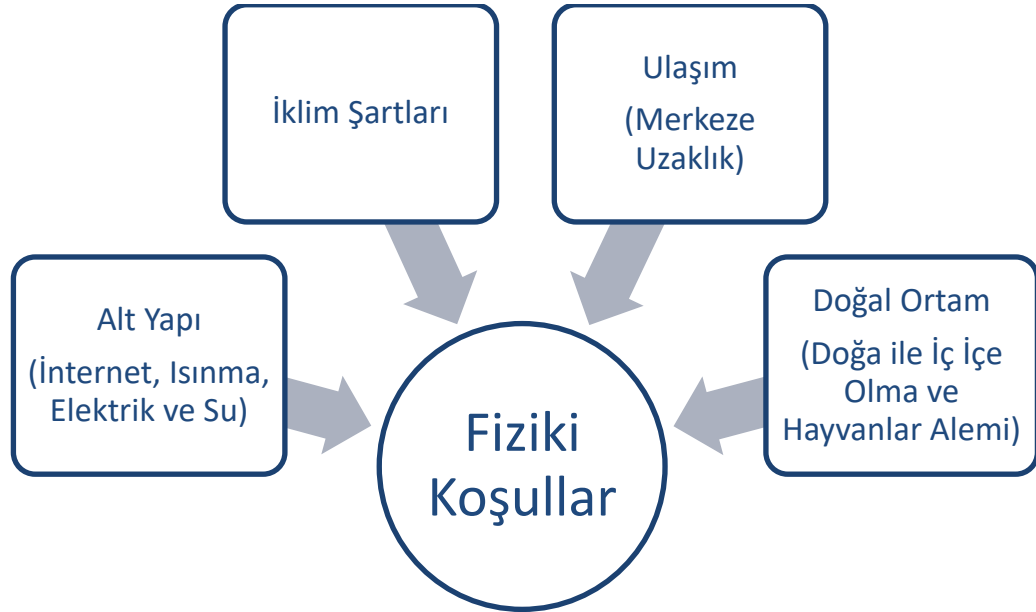 İklim Şartları
Ulaşım
(Merkeze
Uzaklık)
Alt Yapı
(İnternet, Isınma,
Elektrik ve Su)
Doğal Ortam
(Doğa ile İç İçe
Olma ve
Hayvanlar Alemi)
Fiziki
Koşullar